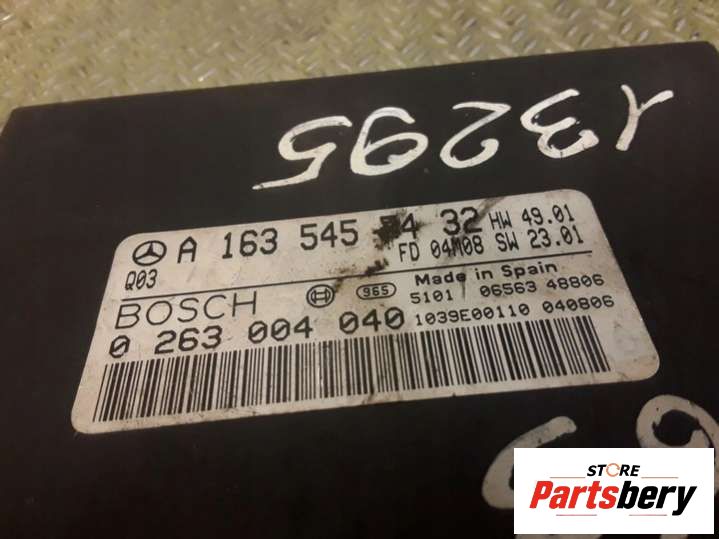 13295
A 163 545 32 HW 49.01
Q03 FD 04M08 SW 23.01
Made in Spain
BOSCH 965 5101 06563 48806
0 263 004 040 1039E00110 040806
STORE
Partsbery